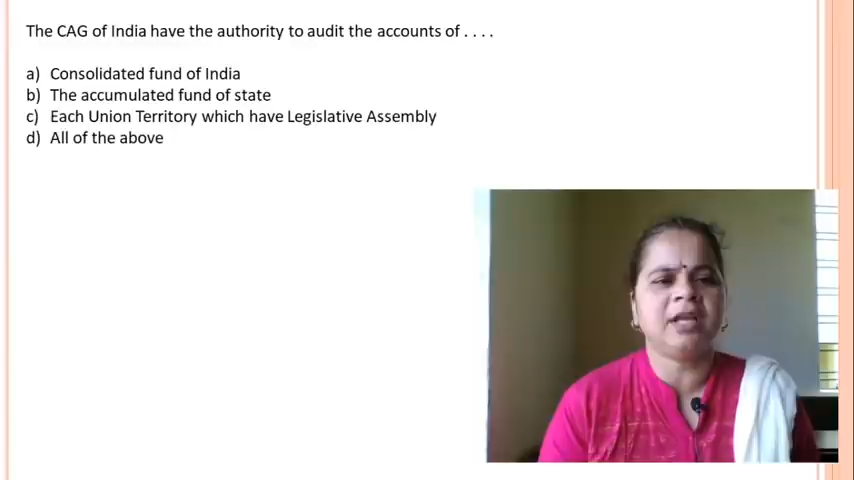 The CAG of India have the authority to audit the accounts of . . . .
a) Consolidated fund of India
b) The accumulated fund of state
c) Each Union Territory which have Legislative Assembly
d) All of the above